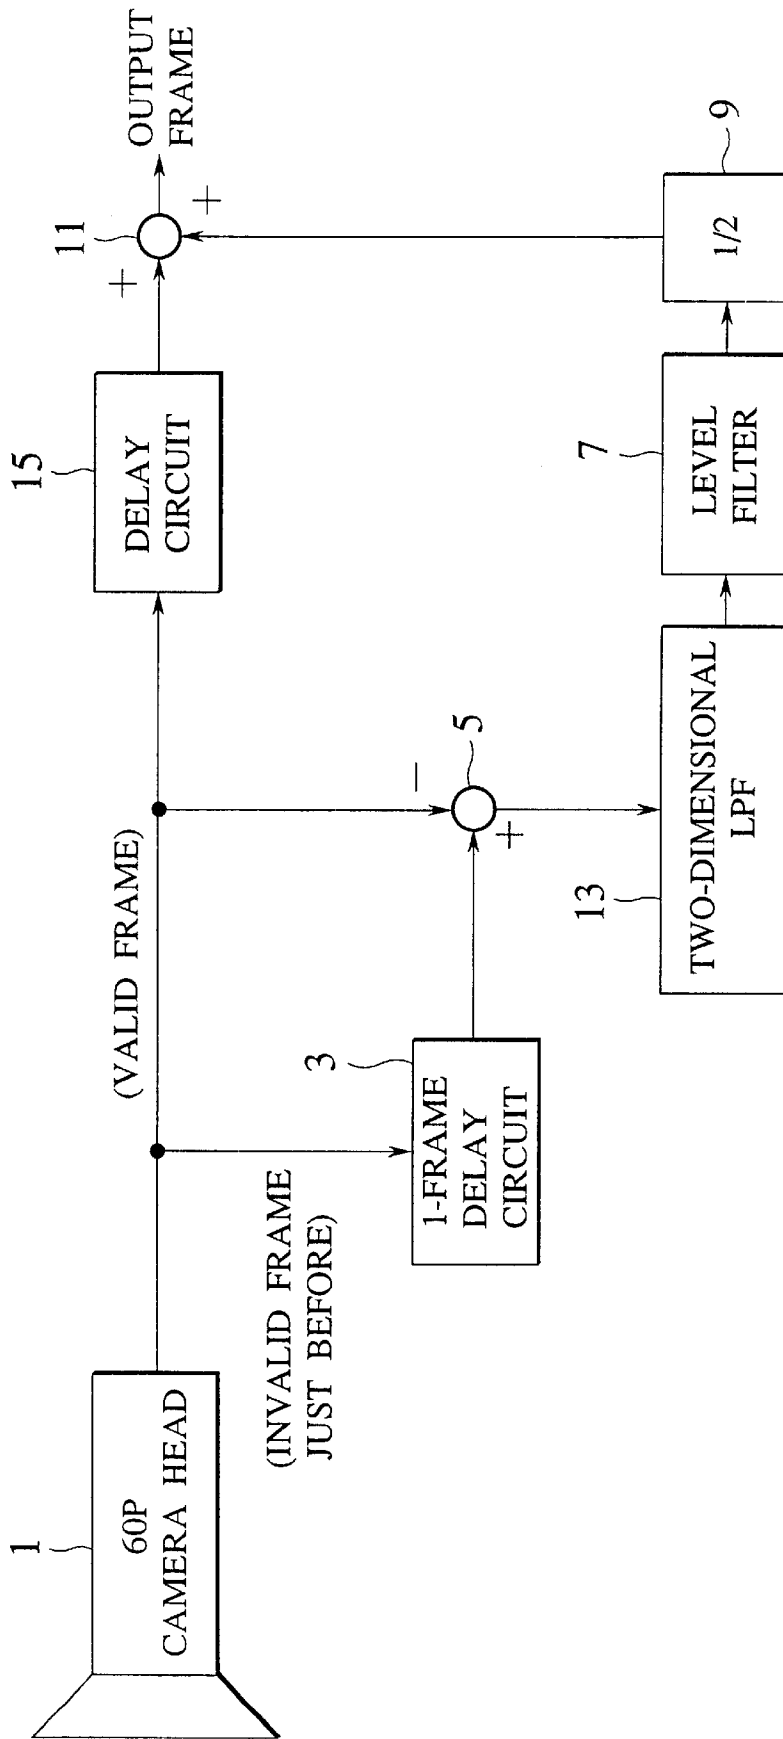 1
60P
CAMERA HEAD
(INVALID FRAME
JUST BEFORE)
(VALID FRAME)
3
1-FRAME
DELAY
CIRCUIT
5
−
+
13
TWO-DIMENSIONAL
LPF
15
DELAY
CIRCUIT
7
LEVEL
FILTER
9
1/2
11
+
+
OUTPUT
FRAME